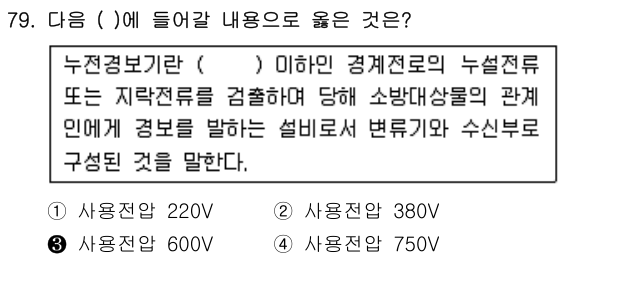 79. 다음 ( )에 들어갈 내용으로 옳은 것은?
누전경보기란 (    ) 이하인 경계전로의 누설전류
또는 지락전류를 검출하며 당해 소방대상물의 관계
인에게 경보를 발하는 설비로서 변류기와 수신부로
구성된 것을 말한다.
① 사용전압 220V    ② 사용전압 380V
❸ 사용전압 600V    ④ 사용전압 750V